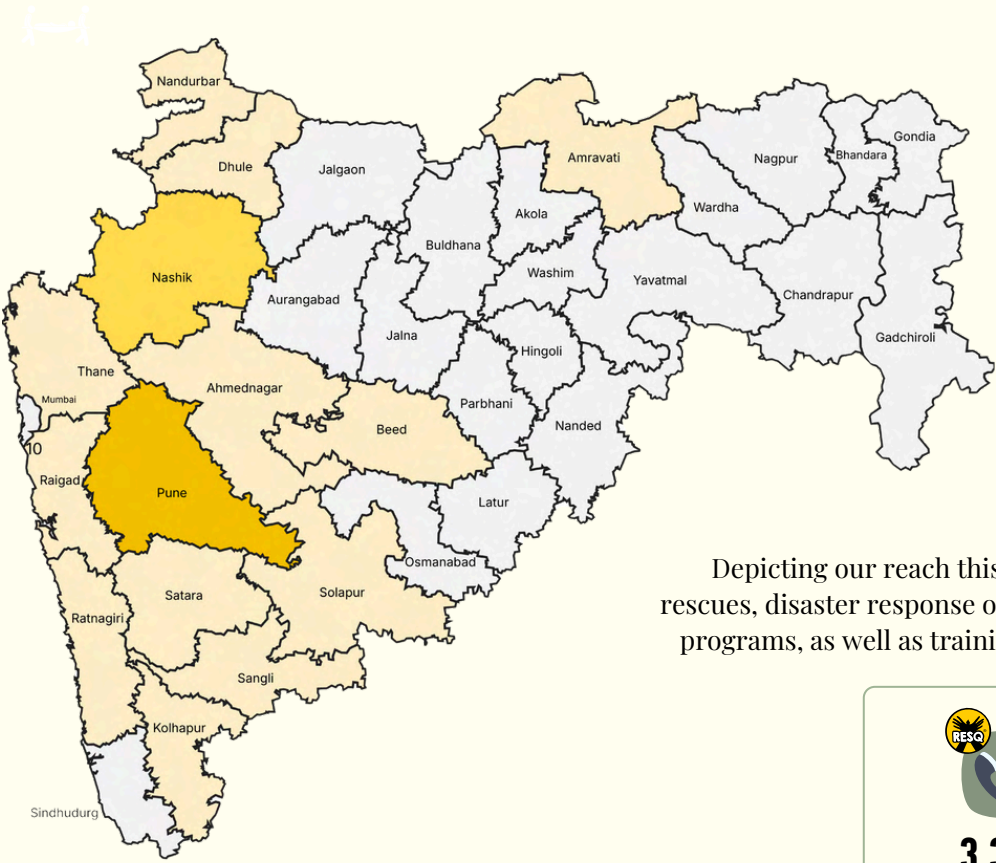 Nandurbar
Dhule
Jalgaon
Amravati
Nagpur
Bhandara
Gondia
Akola
Wardha
Buldhana
Nashik
Aurangabad
Washim
Yavatmal
Chandrapur
Jalna
Hingoli
Gadchiroli
Thane
Ahmednagar
Mumbai
Parbhani
Beed
Nanded
10
Raigad
Pune
Latur
Osmanabad
Satara
Solapur
Ratnagiri
Sangli
Kolhapur
Sindhudurg
Depicting our reach this
rescues, disaster response
programs, as well as
RESQ